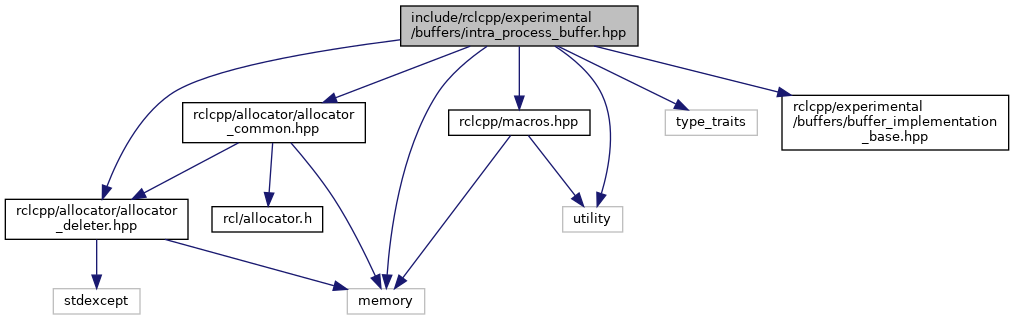 include/rclcpp/experimental
/buffers/intra_process_buffer.hpp
rclcpp/allocator/allocator
_common.hpp
rclcpp/macros.hpp
type_traits
rclcpp/experimental
/buffers/buffer_implementation
_base.hpp
rclcpp/allocator/allocator
_deleter.hpp
rcl/allocator.h
utility
stdexcept
memory